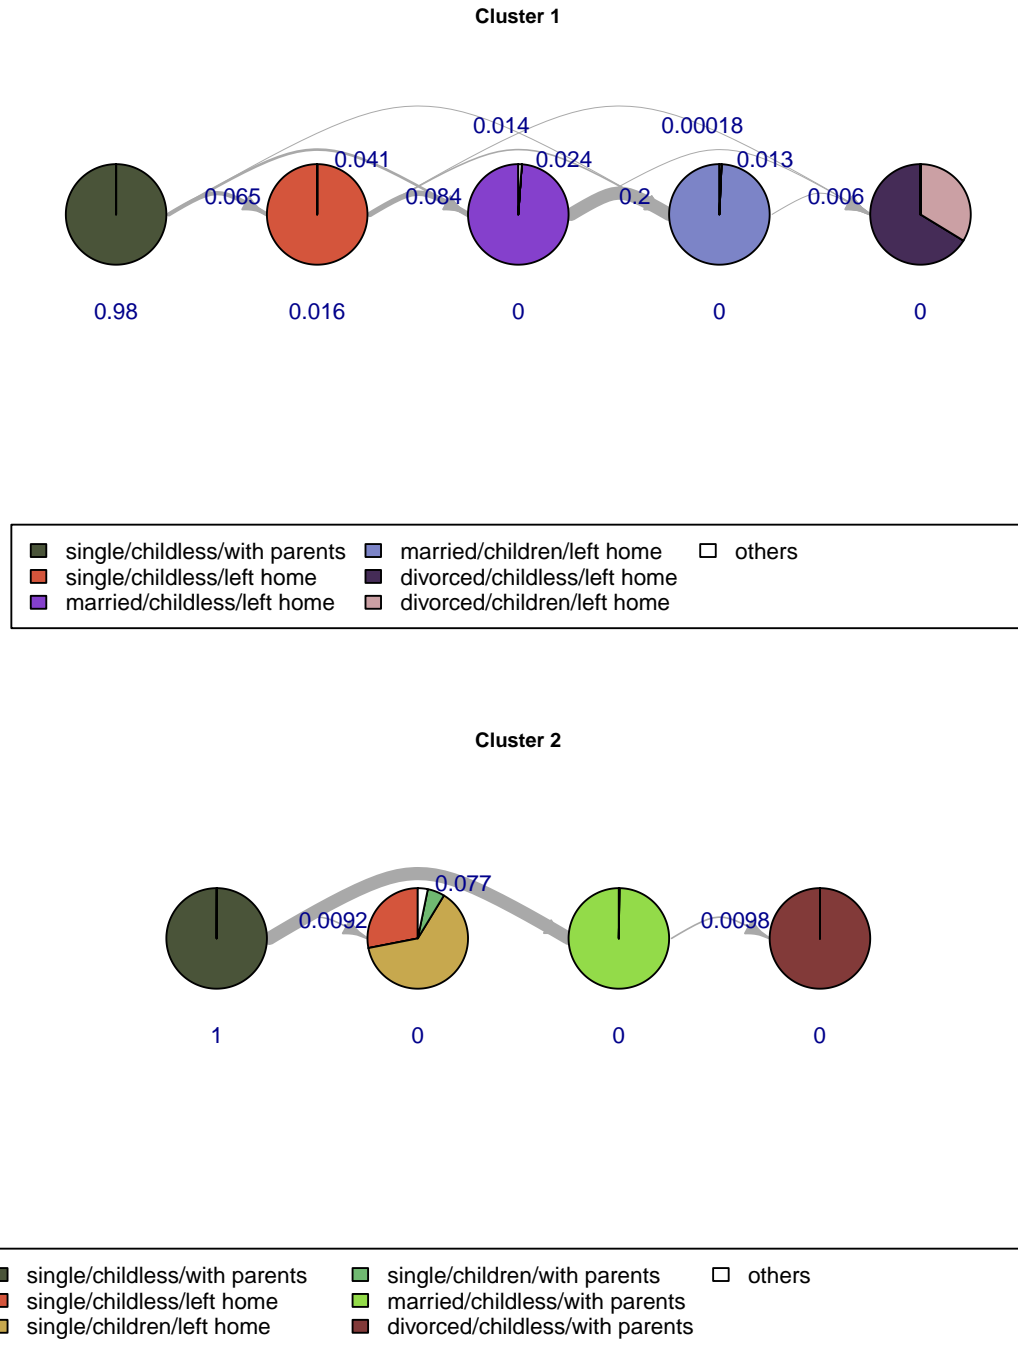 Cluster 1
0.014 0.00018
0.041 0.024 0.013
0.065 0.084 0.2 0.006
0.98 0.016 0 0 0
single/childless/with parents married/children/left home others
single/childless/left home divorced/childless/left home
married/childless/left home divorced/children/left home
Cluster 2
0.077
0.0092 0.0098
1 0 0 0
single/childless/with parents single/children/with parents others
single/childless/left home married/childless/with parents
single/children/left home divorced/childless/with parents